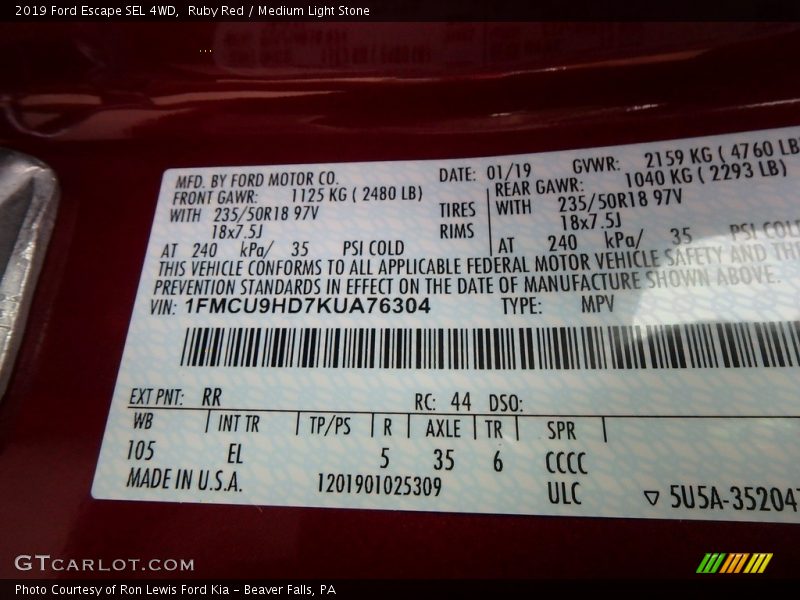 2019 Ford Escape SEL 4WD,  Ruby Red / Medium Light Stone
MFD. BY FORD MOTOR CO. DATE: 01/19 GVWR: 2159 KG ( 4760 LB
FRONT GAWR: 1125 KG ( 2480 LB) REAR GAWR: 1040 KG ( 2293 LB)
WITH 235/50R18 97V TIRES WITH 235/50R18 97V
18x7.5J RIMS 18x7.5J
AT 240 kPa/ 35 PSI COLD AT 240 kPa/ 35 PSI COLD
THIS VEHICLE CONFORMS TO ALL APPLICABLE FEDERAL MOTOR VEHICLE SAFETY AND
PREVENTION STANDARDS IN EFFECT ON THE DATE OF MANUFACTURE SHOWN ABOVE.
VIN: 1FMCU9HD7KUA76304 TYPE: MPV
EXT PNT: RR RC: 44 DSO:
WB INT TR TP/PS R AXLE TR SPR
105 EL 5 35 6 CCCC
MADE IN U.S.A. 1201901025309 ULC ▽ 5U5A-35204
GTCARLOT.COM
Photo Courtesy of Ron Lewis Ford Kia - Beaver Falls, PA